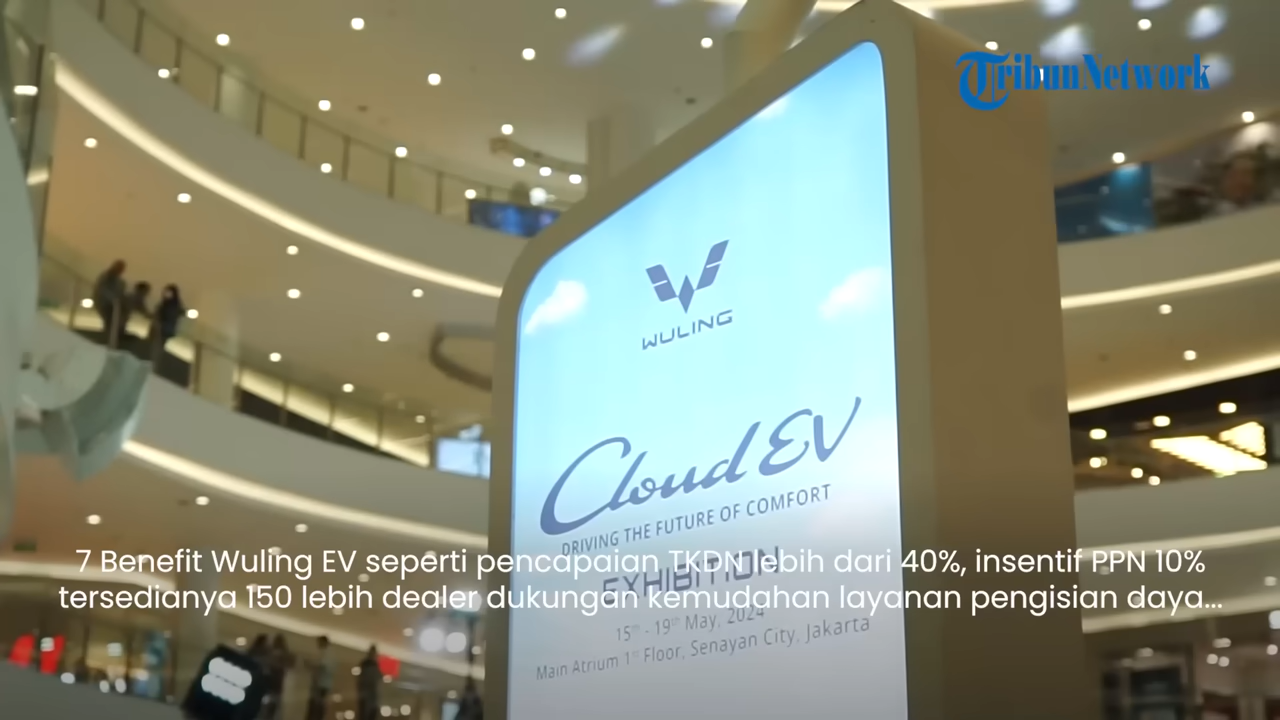 TribunNetwork
WULING
Cloud EV
DRIVING THE FUTURE OF COMFORT
EXHIBITION
15th - 19th May, 2024
Main Atrium 1st Floor, Senayan City, Jakarta
7 Benefit Wuling EV seperti pencapaian TKDN lebih dari 40%, insentif PPN 10%
tersedianya 150 lebih dealer dukungan kemudahan layanan pengisian daya...